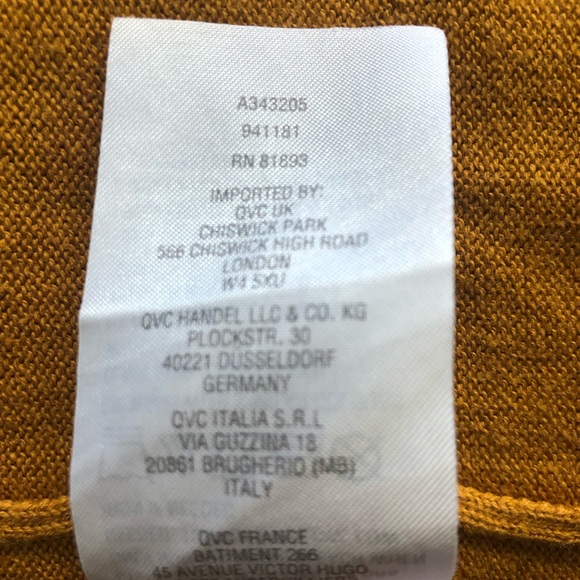 A343205
941181
RN 81693
IMPORTED BY:
QVC UK
CHISWICK PARK
566 CHISWICK HIGH ROAD
LONDON
W4 5XU
QVC HANDEL LLC & CO. KG
PLOCKSTR. 30
40221 DUSSELDORF
GERMANY
QVC ITALIA S.R.L
VIA GUZZINA 18
20861 BRUGHERIO (MB)
ITALY
QVC FRANCE
BATIMENT 266
45 AVENUE VICTOR HUGO